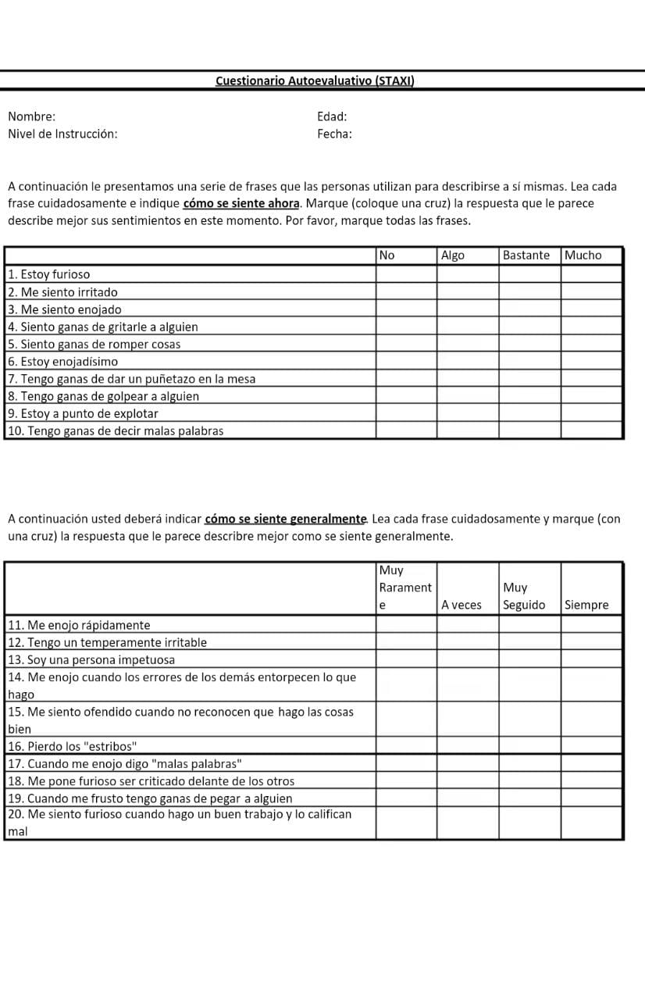 Cuestionario Autoevaluativo (STAXI)
Nombre: Edad:
Nivel de Instrucción: Fecha:
A continuación le presentamos una serie de frases que las personas utilizan para describirse a sí mismas. Lea cada
frase cuidadosamente e indique cómo se siente ahora. Marque (coloque una cruz) la respuesta que le parece
describe mejor sus sentimientos en este momento. Por favor, marque todas las frases.
No Algo Bastante Mucho
1. Estoy furioso
2. Me siento irritado
3. Me siento enojado
4. Siento ganas de gritarle a alguien
5. Siento ganas de romper cosas
6. Estoy enojadísimo
7. Tengo ganas de dar un puñetazo en la mesa
8. Tengo ganas de golpear a alguien
9. Estoy a punto de explotar
10. Tengo ganas de decir malas palabras
A continuación usted deberá indicar cómo se siente generalmente. Lea cada frase cuidadosamente y marque (con
una cruz) la respuesta que le parece describre mejor como se siente generalmente.
Muy
Rarament Muy
e A veces Seguido Siempre
11. Me enojo rápidamente
12. Tengo un temperamente irritable
13. Soy una persona impetuosa
14. Me enojo cuando los errores de los demás entorpecen lo que
hago
15. Me siento ofendido cuando no reconocen que hago las cosas
bien
16. Pierdo los "estribos"
17. Cuando me enojo digo "malas palabras"
18. Me pone furioso ser criticado delante de los otros
19. Cuando me frusto tengo ganas de pegar a alguien
20. Me siento furioso cuando hago un buen trabajo y lo califican
mal